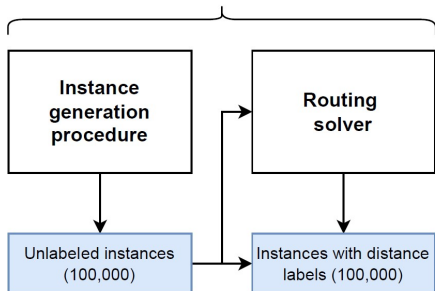 Instance
generation
procedure
Routing
solver
Unlabeled instances
(100,000)
Instances with distance
labels (100,000)